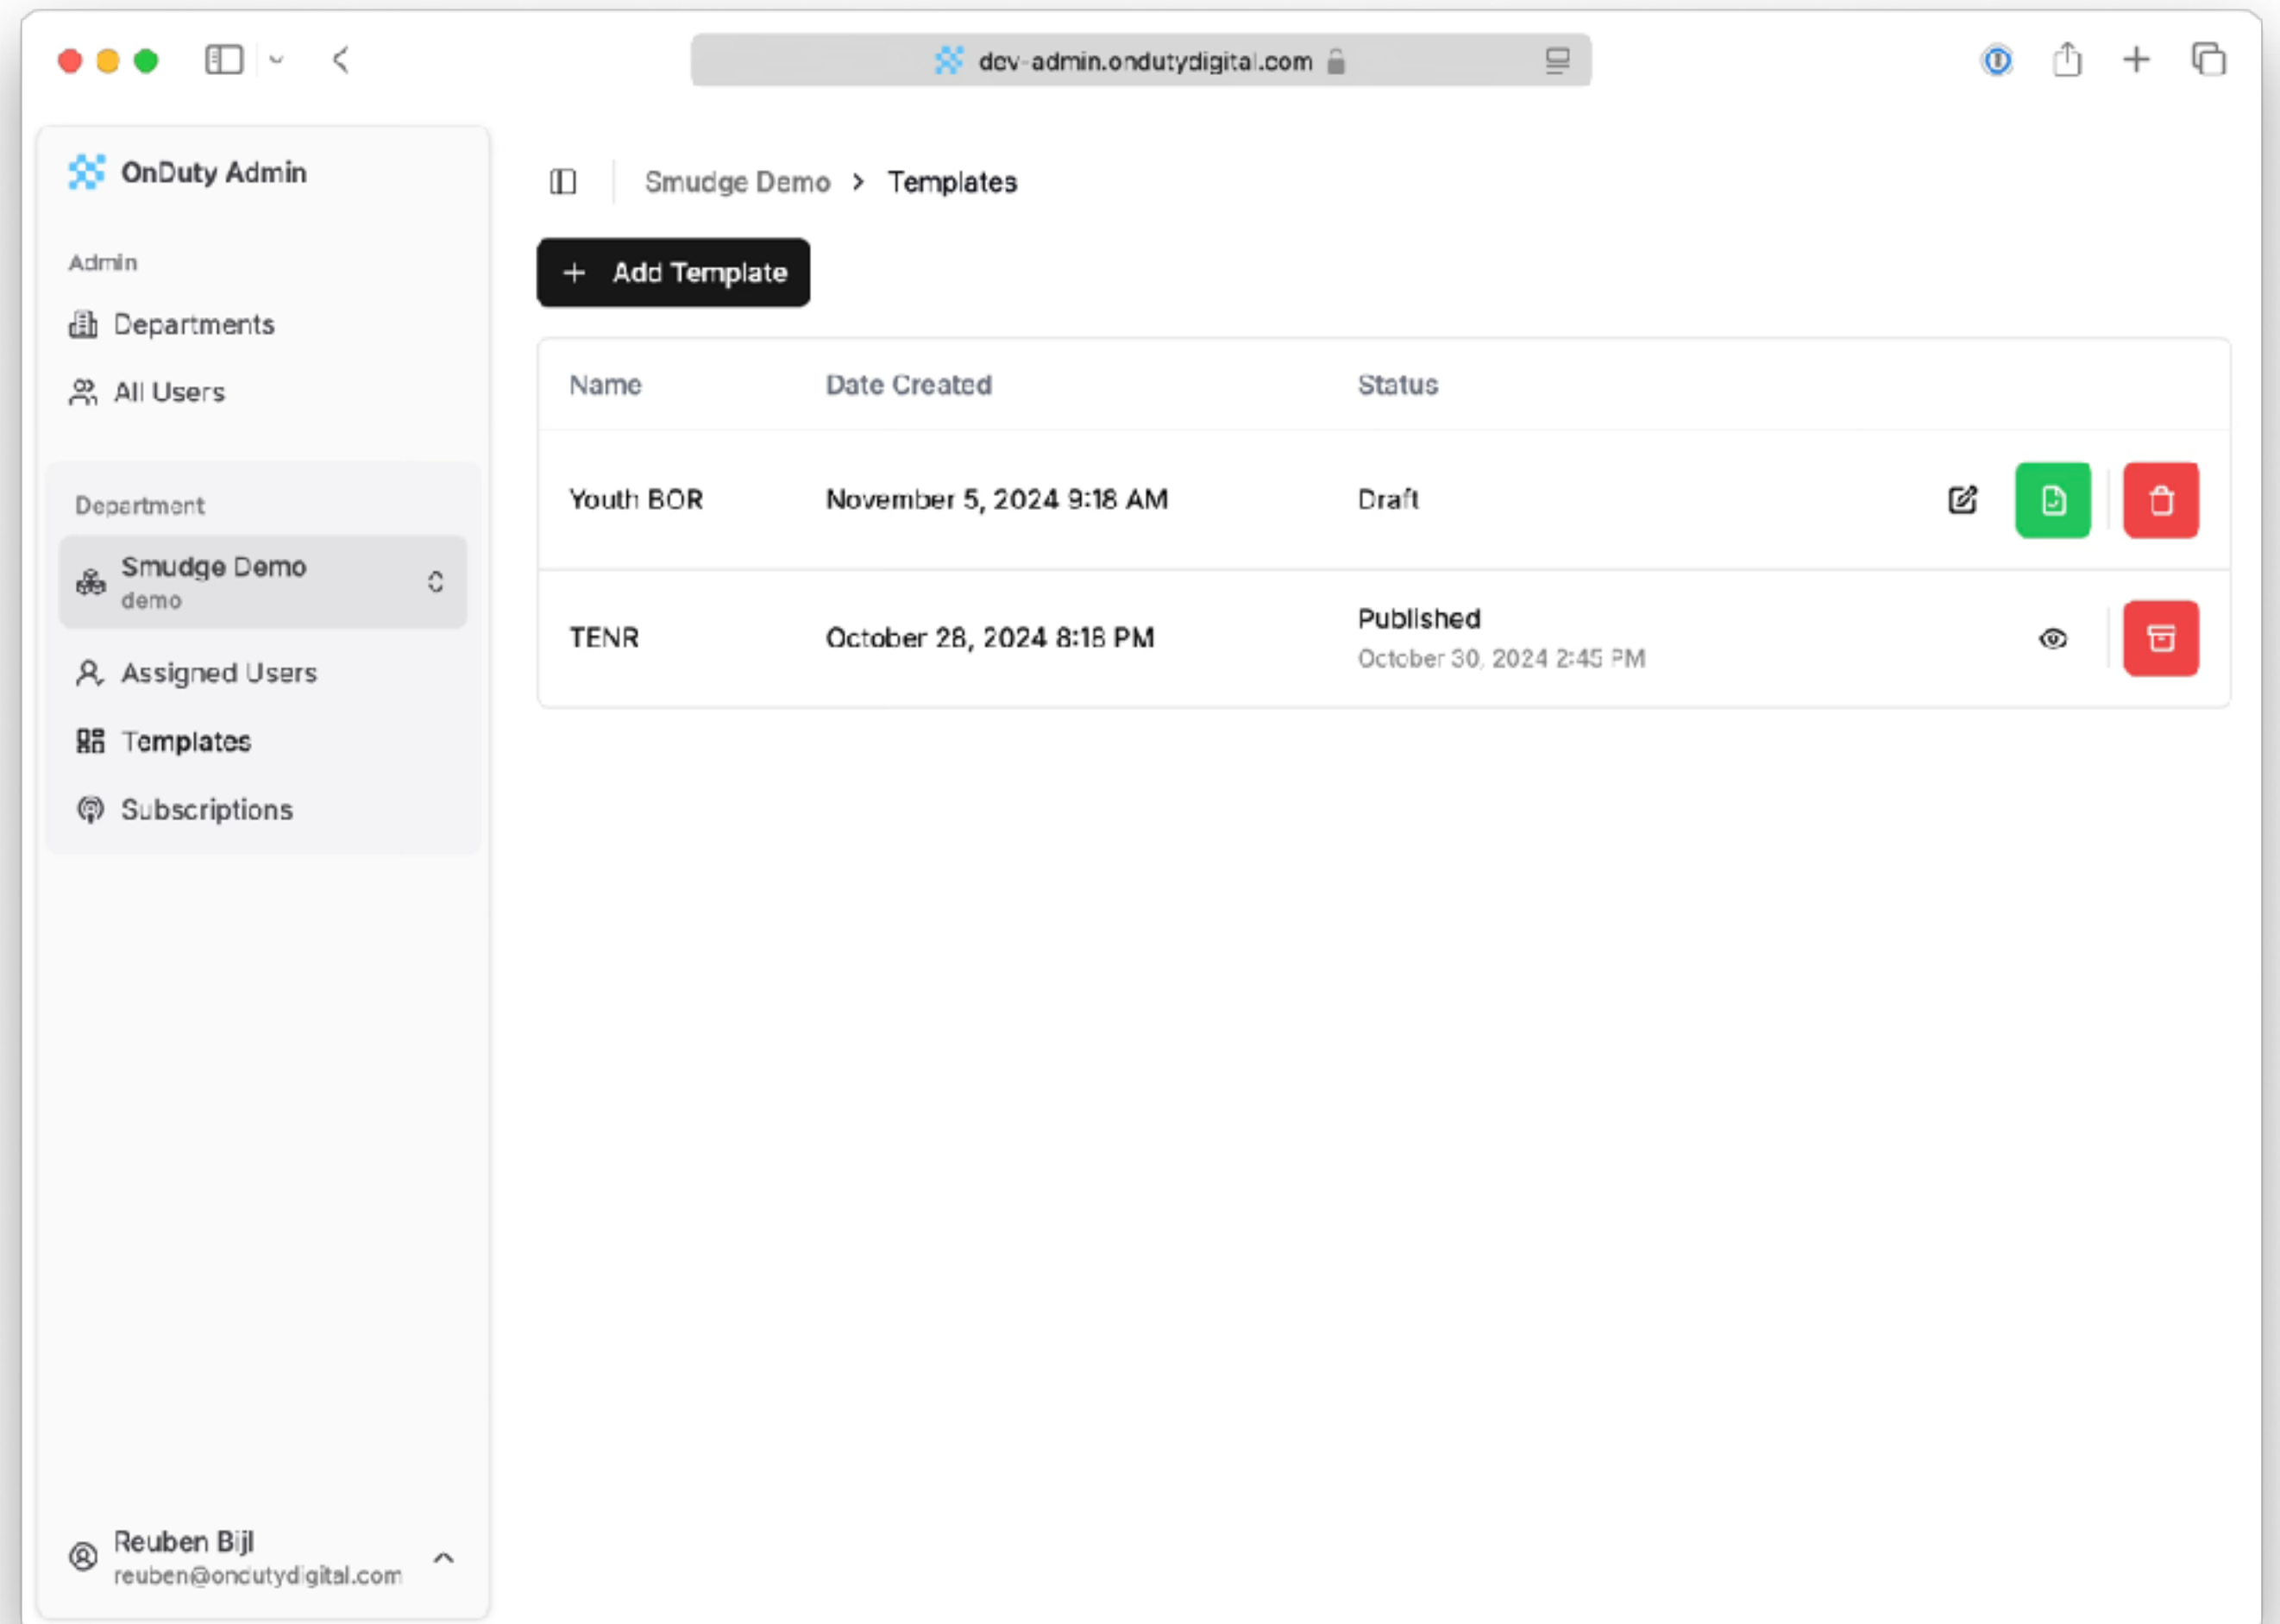 dev-admin.ondutydigital.com
OnDuty Admin
Admin
Departments
All Users
Department
Smudge Demo
demo
Assigned Users
Templates
Subscriptions
Reuben Bijl
reuben@ondutydigital.com
Smudge Demo > Templates
+ Add Template
Name Date Created Status
Youth BOR November 5, 2024 9:18 AM Draft
TENR October 28, 2024 8:18 PM Published
October 30, 2024 2:45 PM